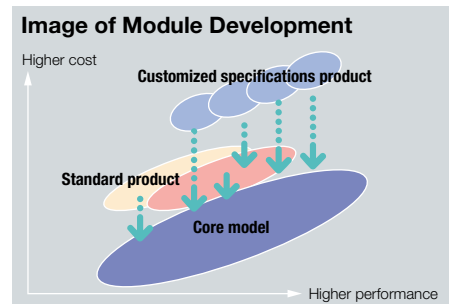 Image of Module Development
Higher cost
Customized specifications product
Standard product
Core model
Higher performance